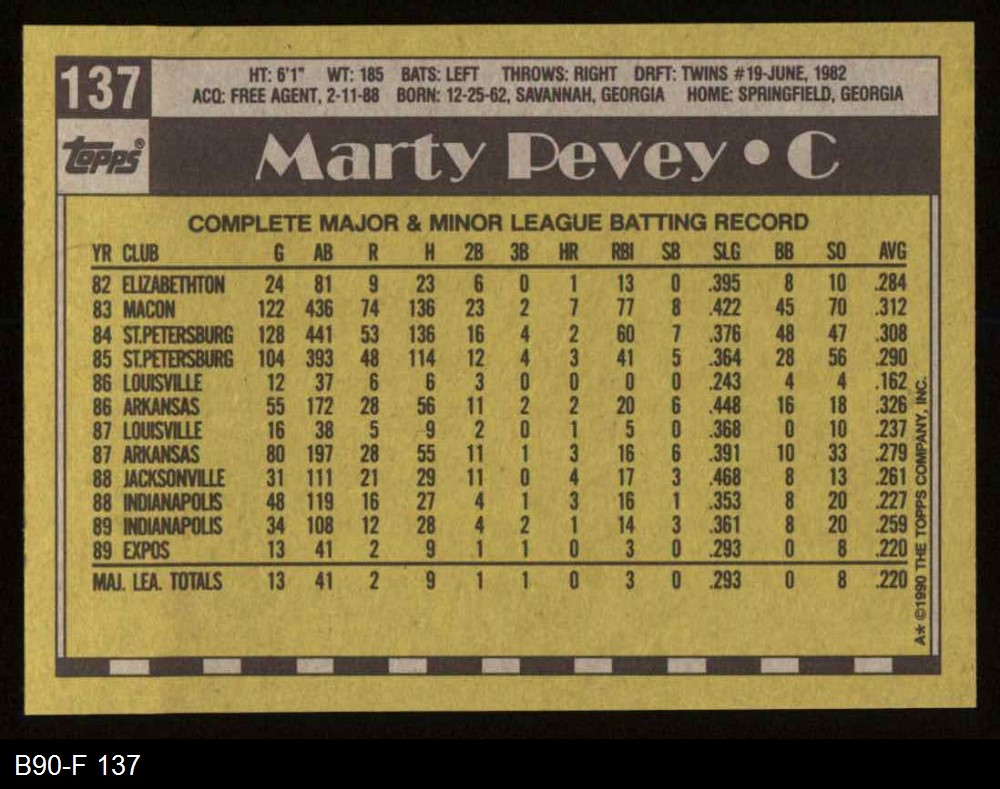 137
HT: 6'1" WT: 185 BATS: LEFT THROWS: RIGHT DRFT: TWINS #19-JUNE, 1982
ACQ: FREE AGENT, 2-11-88 BORN: 12-25-62, SAVANNAH, GEORGIA HOME: SPRINGFIELD, GEORGIA
topps®
Marty Pevey • C
COMPLETE MAJOR & MINOR LEAGUE BATTING RECORD
YR CLUB G AB R H 2B 3B HR RBI SB SLG BB SO AVG
82 ELIZABETHTON 24 81 9 23 6 0 1 13 0 .395 8 10 .284
83 MACON 122 436 74 136 23 2 7 77 8 .422 45 70 .312
84 ST.PETERSBURG 128 441 53 136 16 4 2 60 7 .376 48 47 .308
85 ST.PETERSBURG 104 393 48 114 12 4 3 41 5 .364 28 56 .290
86 LOUISVILLE 12 37 6 6 3 0 0 0 0 .243 4 4 .162
86 ARKANSAS 55 172 28 56 11 2 2 20 6 .448 16 18 .326
87 LOUISVILLE 16 38 5 9 2 0 1 5 0 .368 0 10 .237
87 ARKANSAS 80 197 28 55 11 1 3 16 6 .391 10 33 .279
88 JACKSONVILLE 31 111 21 29 11 0 4 17 3 .468 8 13 .261
88 INDIANAPOLIS 48 119 16 27 4 1 3 16 1 .353 8 20 .227
89 INDIANAPOLIS 34 108 12 28 4 2 1 14 3 .361 8 20 .259
89 EXPOS 13 41 2 9 1 1 0 3 0 .293 0 8 .220
MAJ. LEA. TOTALS 13 41 2 9 1 1 0 3 0 .293 0 8 .220
A* ©1990 THE TOPPS COMPANY, INC.
B90-F 137